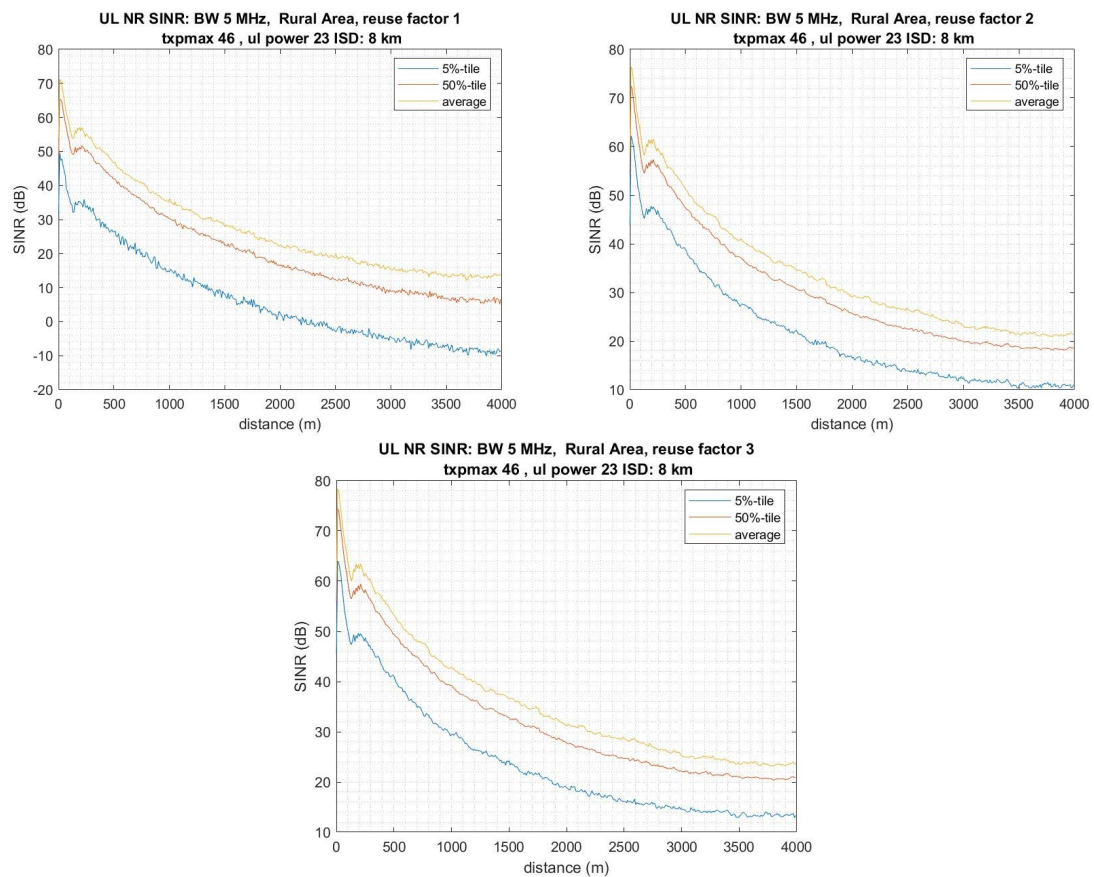 UL NR SINR: BW 5 MHz,  Rural Area, reuse factor 1
txpmax 46 , ul power 23 ISD: 8 km
80
70
60
50
40
30
20
10
0
-10
-20
SINR (dB)
5%-tile
50%-tile
average
0 500 1000 1500 2000 2500 3000 3500 4000
distance (m)
UL NR SINR: BW 5 MHz,  Rural Area, reuse factor 2
txpmax 46 , ul power 23 ISD: 8 km
80
70
60
50
40
30
20
10
SINR (dB)
5%-tile
50%-tile
average
0 500 1000 1500 2000 2500 3000 3500 4000
distance (m)
UL NR SINR: BW 5 MHz,  Rural Area, reuse factor 3
txpmax 46 , ul power 23 ISD: 8 km
80
70
60
50
40
30
20
10
SINR (dB)
5%-tile
50%-tile
average
0 500 1000 1500 2000 2500 3000 3500 4000
distance (m)